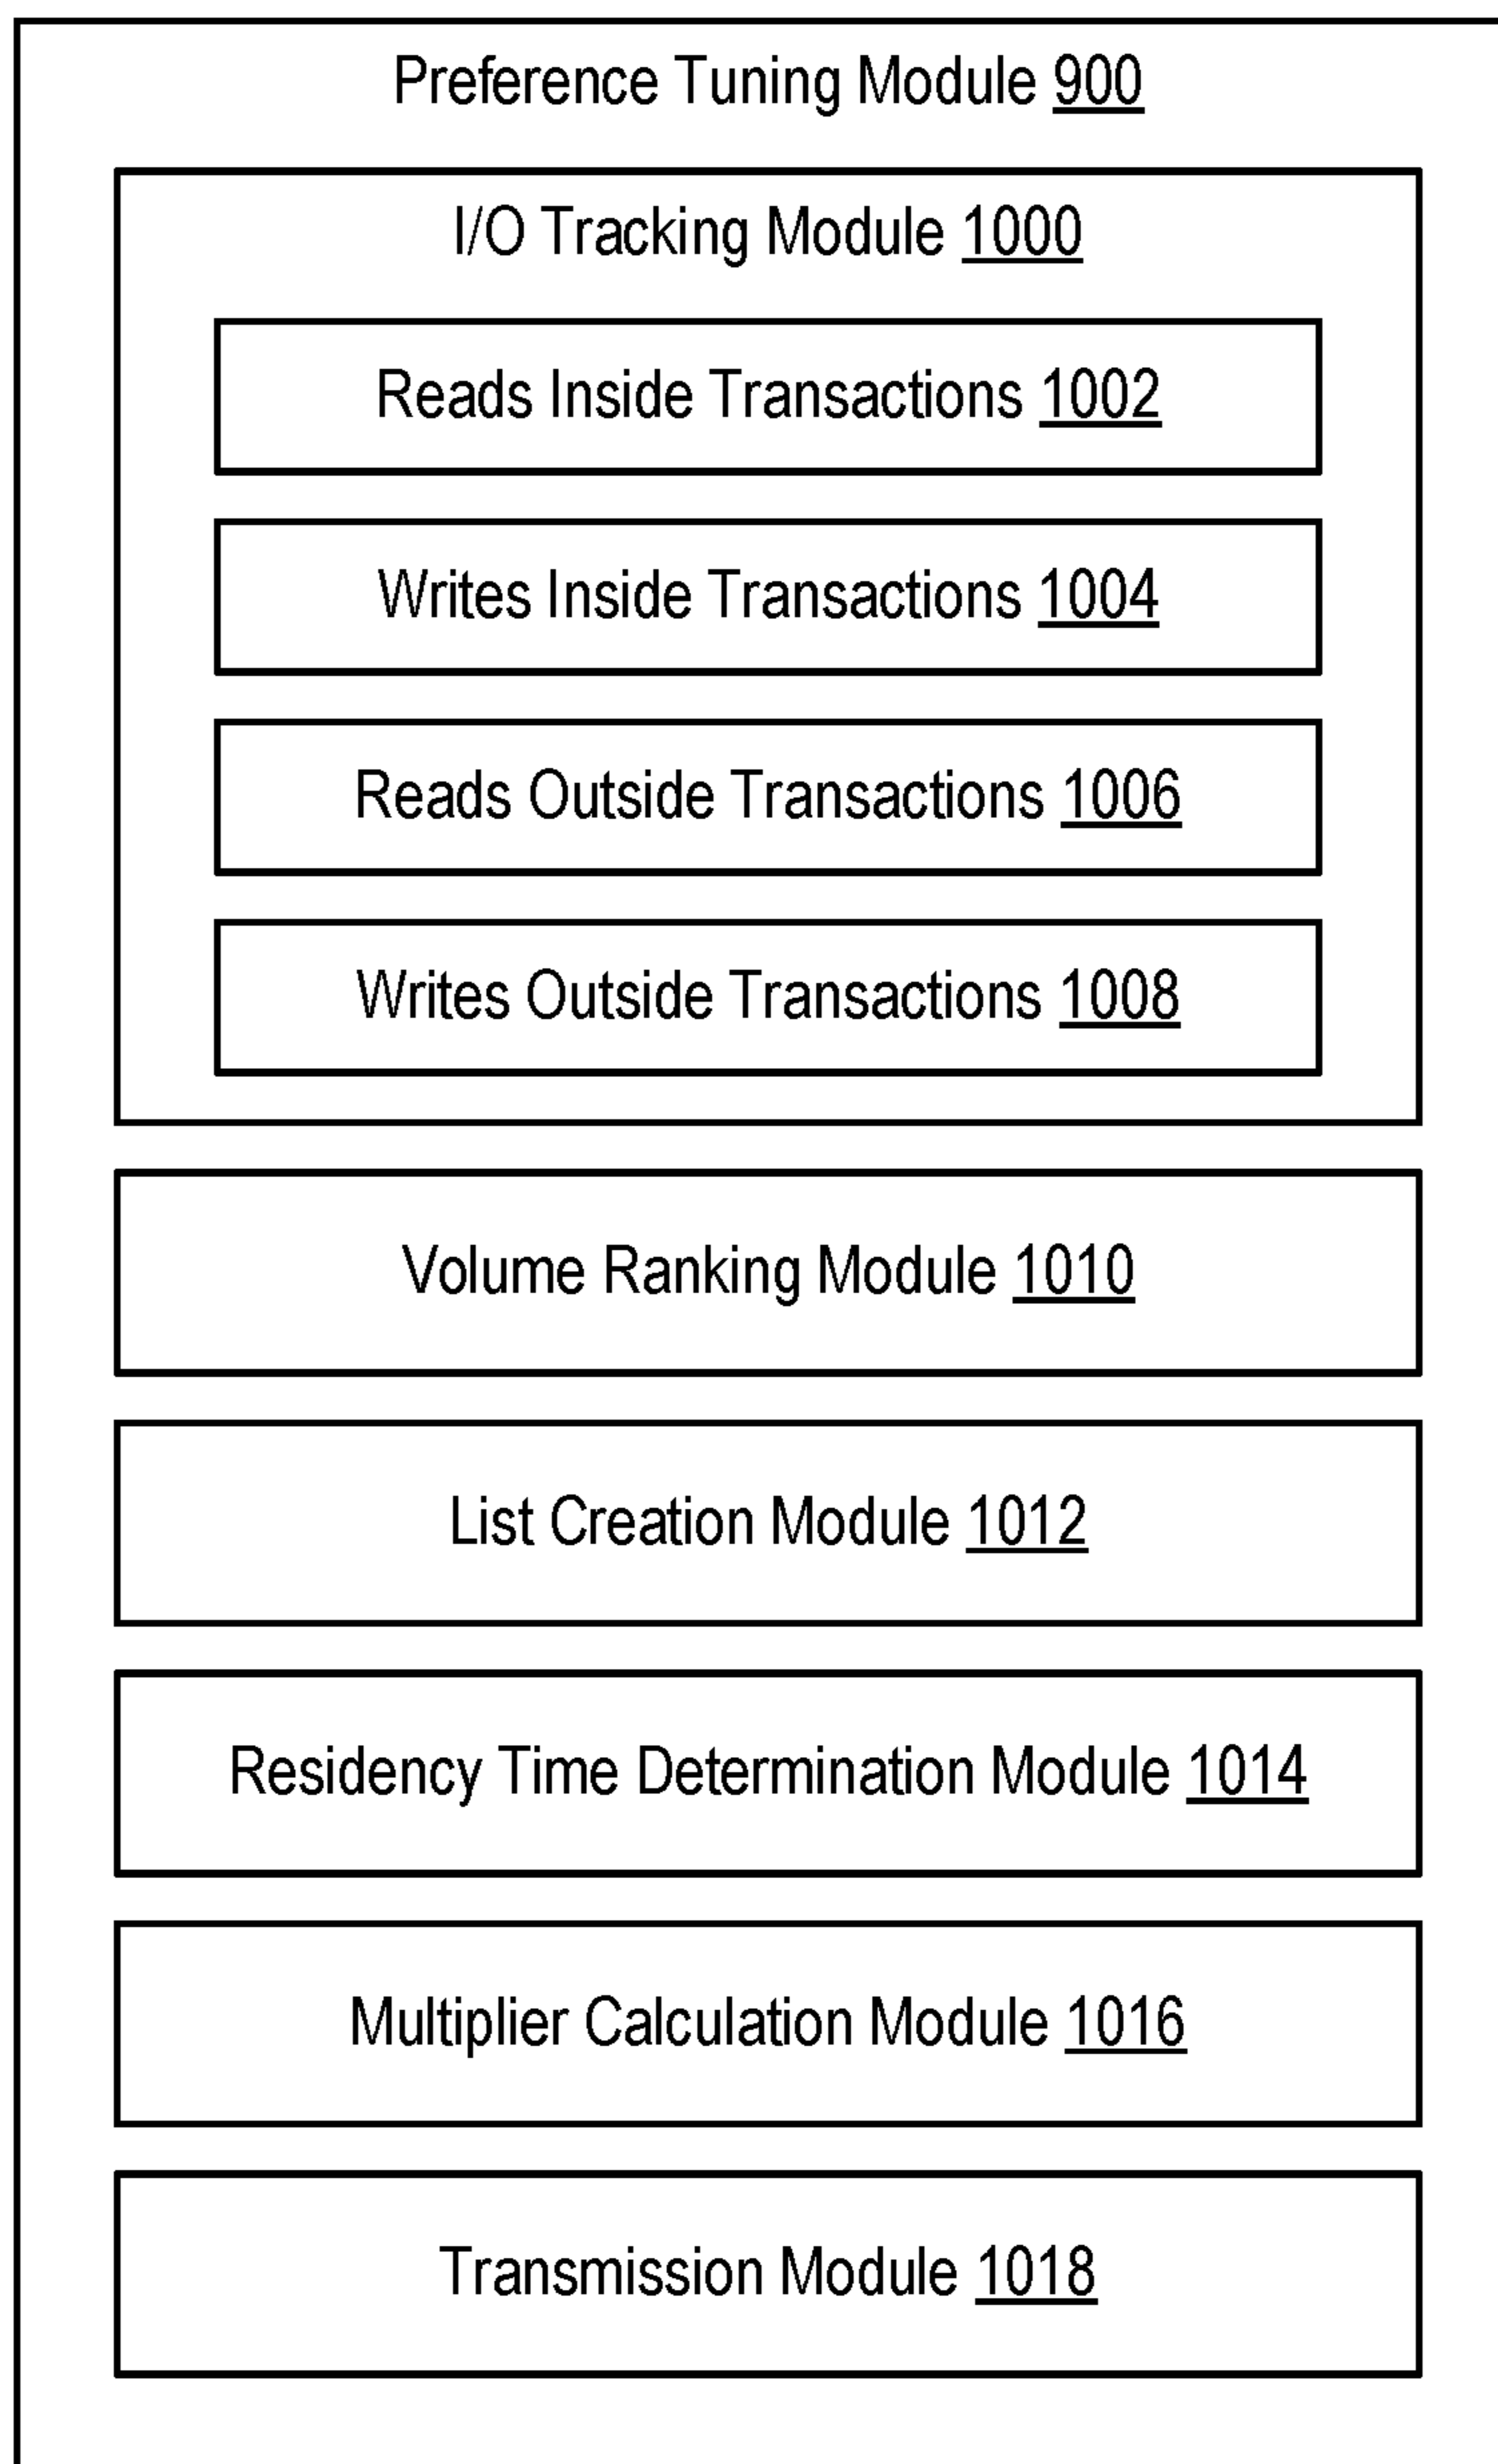 Preference Tuning Module 900
I/O Tracking Module 1000
Reads Inside Transactions 1002
Writes Inside Transactions 1004
Reads Outside Transactions 1006
Writes Outside Transactions 1008
Volume Ranking Module 1010
List Creation Module 1012
Residency Time Determination Module 1014
Multiplier Calculation Module 1016
Transmission Module 1018